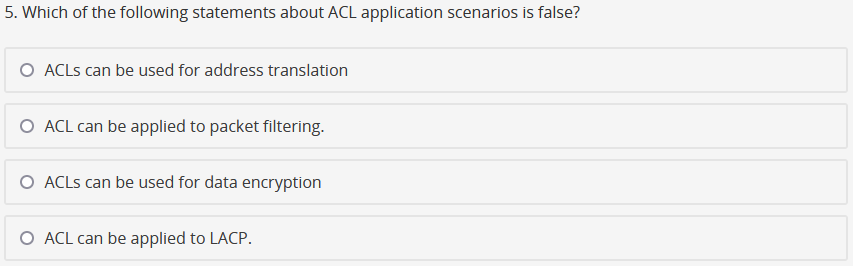 5. Which of the following statements about ACL application scenarios is false?
ACLs can be used for address translation
ACL can be applied to packet filtering.
ACLs can be used for data encryption
ACL can be applied to LACP.